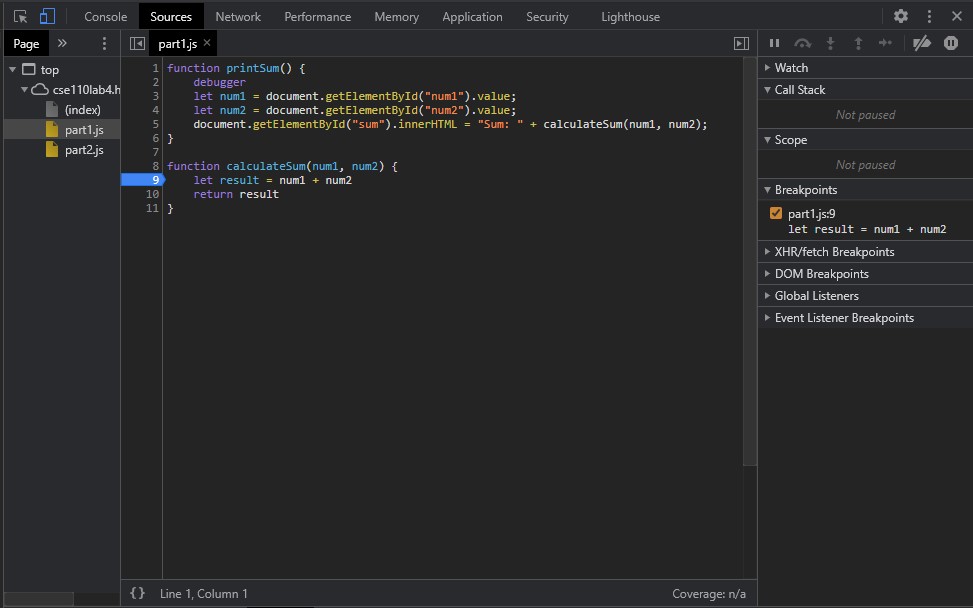 Console Sources Network Performance Memory Application Security Lighthouse
Page » part1.js ×
top
cse110lab4.h
(index)
part1.js
part2.js
1 function printSum() {
2 debugger
3 let num1 = document.getElementById("num1").value;
4 let num2 = document.getElementById("num2").value;
5 document.getElementById("sum").innerHTML = "Sum: " + calculateSum(num1, num2);
6 }
7
8 function calculateSum(num1, num2) {
9 let result = num1 + num2
10 return result
11 }
Watch
Call Stack
Not paused
Scope
Not paused
Breakpoints
part1.js:9
let result = num1 + num2
XHR/fetch Breakpoints
DOM Breakpoints
Global Listeners
Event Listener Breakpoints
{} Line 1, Column 1 Coverage: n/a